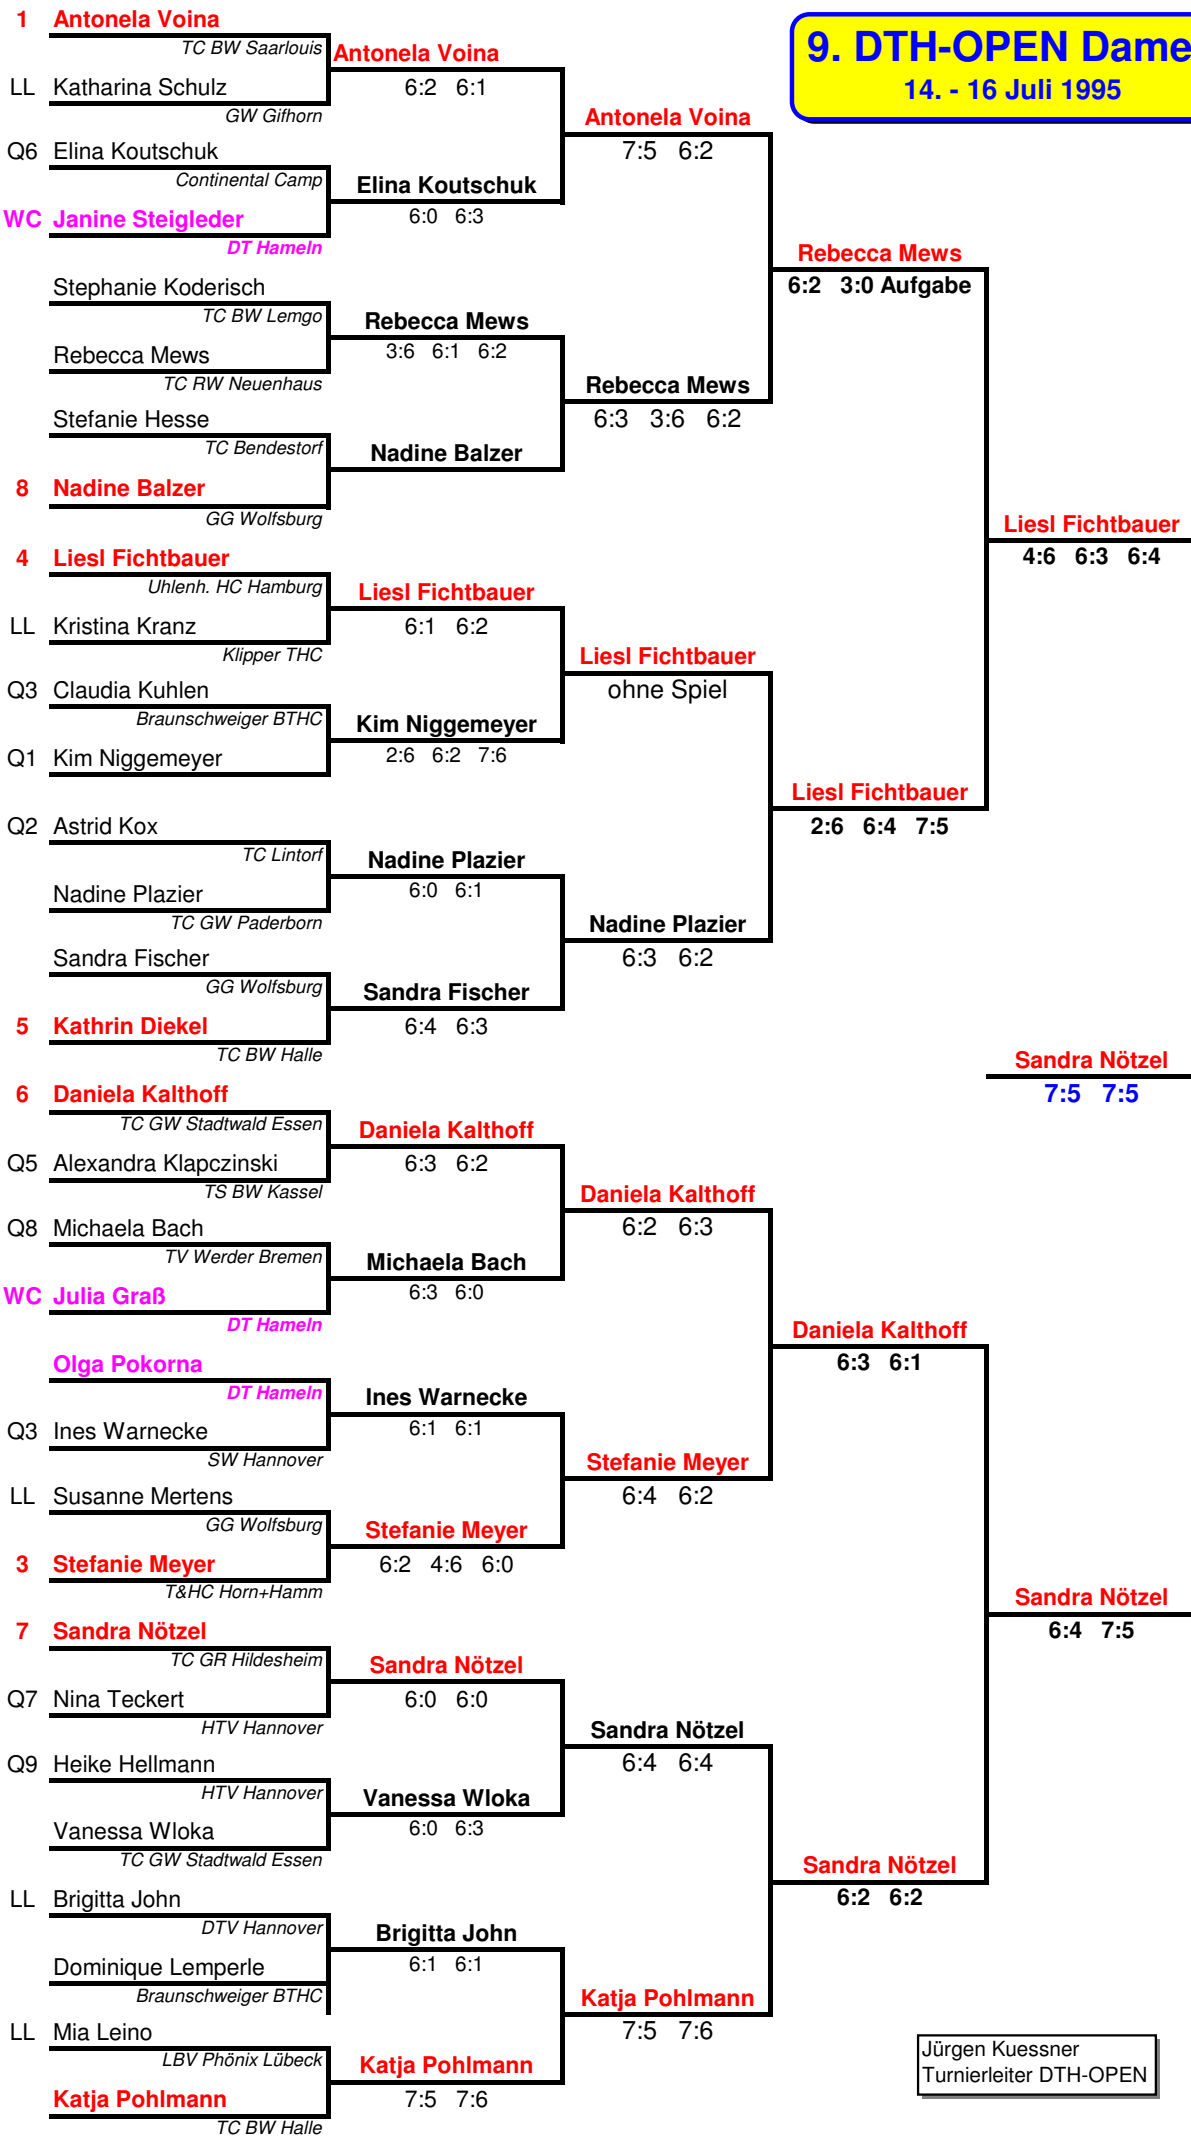 9. DTH-OPEN Dame
14. - 16 Juli 1995
1 Antonela Voina
TC BW Saarlouis
LL Katharina Schulz
GW Gifhorn
Q6 Elina Koutschuk
Continental Camp
WC Janine Steigleder
DT Hameln
Stephanie Koderisch
TC BW Lemgo
Rebecca Mews
TC RW Neuenhaus
Stefanie Hesse
TC Bendestorf
8 Nadine Balzer
GG Wolfsburg
4 Liesl Fichtbauer
Uhlenh. HC Hamburg
LL Kristina Kranz
Klipper THC
Q3 Claudia Kuhlen
Braunschweiger BTHC
Q1 Kim Niggemeyer
Q2 Astrid Kox
TC Lintorf
Nadine Plazier
TC GW Paderborn
Sandra Fischer
GG Wolfsburg
5 Kathrin Diekel
TC BW Halle
6 Daniela Kalthoff
TC GW Stadtwald Essen
Q5 Alexandra Klapczinski
TS BW Kassel
Q8 Michaela Bach
TV Werder Bremen
WC Julia Graß
DT Hameln
Olga Pokorna
DT Hameln
Q3 Ines Warnecke
SW Hannover
LL Susanne Mertens
GG Wolfsburg
3 Stefanie Meyer
T&HC Horn+Hamm
7 Sandra Nötzel
TC GR Hildesheim
Q7 Nina Teckert
HTV Hannover
Q9 Heike Hellmann
HTV Hannover
Vanessa Wloka
TC GW Stadtwald Essen
LL Brigitta John
DTV Hannover
Dominique Lemperle
Braunschweiger BTHC
LL Mia Leino
LBV Phönix Lübeck
Katja Pohlmann
TC BW Halle
Antonela Voina
6:2 6:1
Elina Koutschuk
6:0 6:3
Rebecca Mews
3:6 6:1 6:2
Nadine Balzer
Liesl Fichtbauer
6:1 6:2
Kim Niggemeyer
2:6 6:2 7:6
Nadine Plazier
6:0 6:1
Sandra Fischer
6:4 6:3
Daniela Kalthoff
6:3 6:2
Michaela Bach
6:3 6:0
Ines Warnecke
6:1 6:1
Stefanie Meyer
6:2 4:6 6:0
Sandra Nötzel
6:0 6:0
Vanessa Wloka
6:0 6:3
Brigitta John
6:1 6:1
Katja Pohlmann
7:5 7:6
Antonela Voina
7:5 6:2
Rebecca Mews
6:3 3:6 6:2
Liesl Fichtbauer
ohne Spiel
Nadine Plazier
6:3 6:2
Daniela Kalthoff
6:2 6:3
Stefanie Meyer
6:4 6:2
Sandra Nötzel
6:4 6:4
Katja Pohlmann
7:5 7:6
Rebecca Mews
6:2 3:0 Aufgabe
Liesl Fichtbauer
2:6 6:4 7:5
Daniela Kalthoff
6:3 6:1
Sandra Nötzel
6:2 6:2
Liesl Fichtbauer
4:6 6:3 6:4
Sandra Nötzel
6:4 7:5
Sandra Nötzel
7:5 7:5
Jürgen Kuessner
Turnierleiter DTH-OPEN